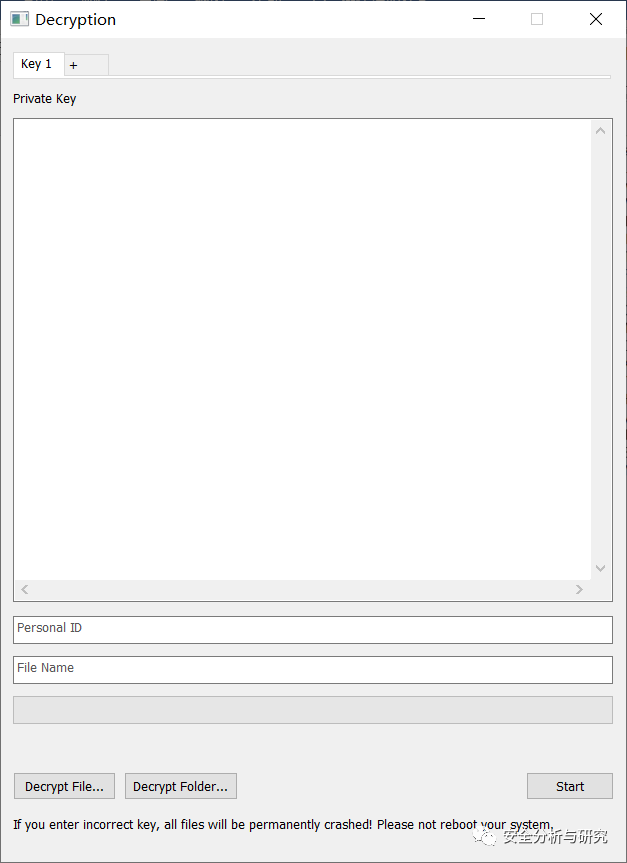 Decryption
Key 1 +
Private Key
Personal ID
File Name
Decrypt File... Decrypt Folder... Start
If you enter incorrect key, all files will be permanently crashed! Please not reboot your system.
安全分析与研究